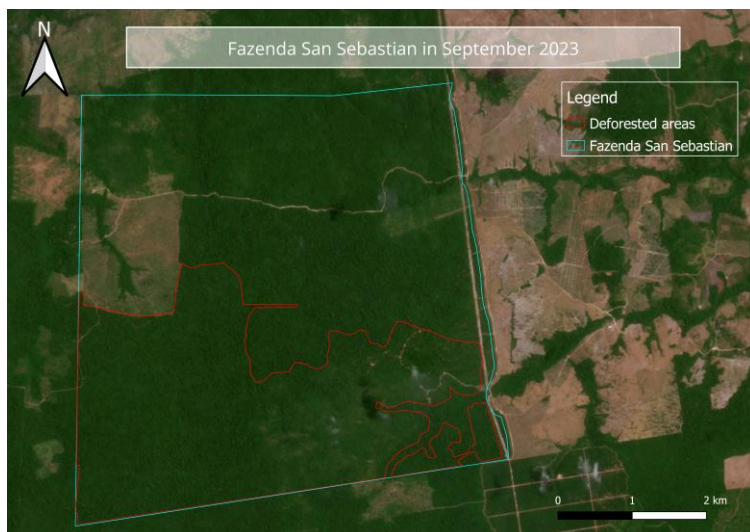 N
Fazenda San Sebastian in September 2023
Legend
Deforested areas
Fazenda San Sebastian
0 1 2 km